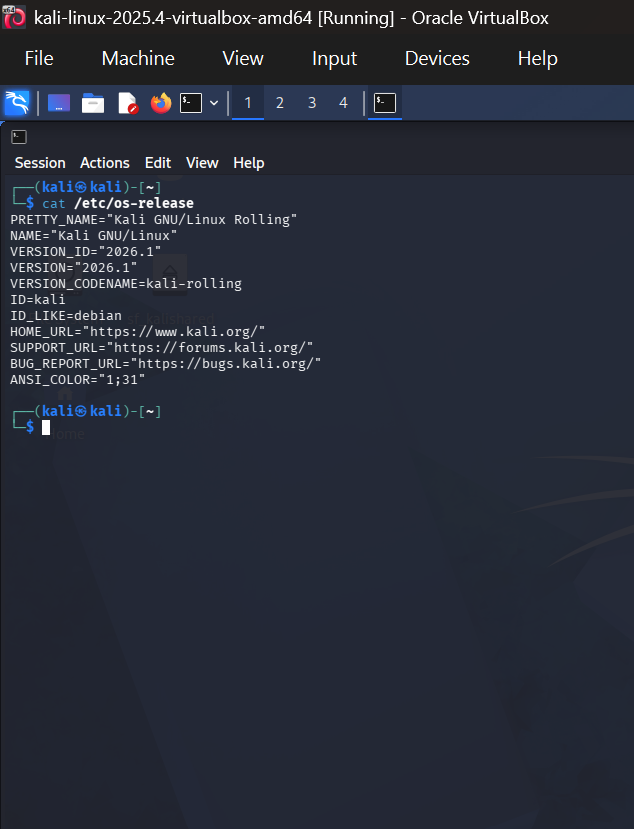 x64
kali-linux-2025.4-virtualbox-amd64 [Running] - Oracle VirtualBox
File Machine View Input Devices Help
1 2 3 4
Session Actions Edit View Help
┌──(kali㉿kali)-[~]
└─$ cat /etc/os-release
PRETTY_NAME="Kali GNU/Linux Rolling"
NAME="Kali GNU/Linux"
VERSION_ID="2026.1"
VERSION="2026.1"
VERSION_CODENAME=kali-rolling
ID=kali
ID_LIKE=debian
HOME_URL="https://www.kali.org/"
SUPPORT_URL="https://forums.kali.org/"
BUG_REPORT_URL="https://bugs.kali.org/"
ANSI_COLOR="1;31"
┌──(kali㉿kali)-[~]
└─$
Home